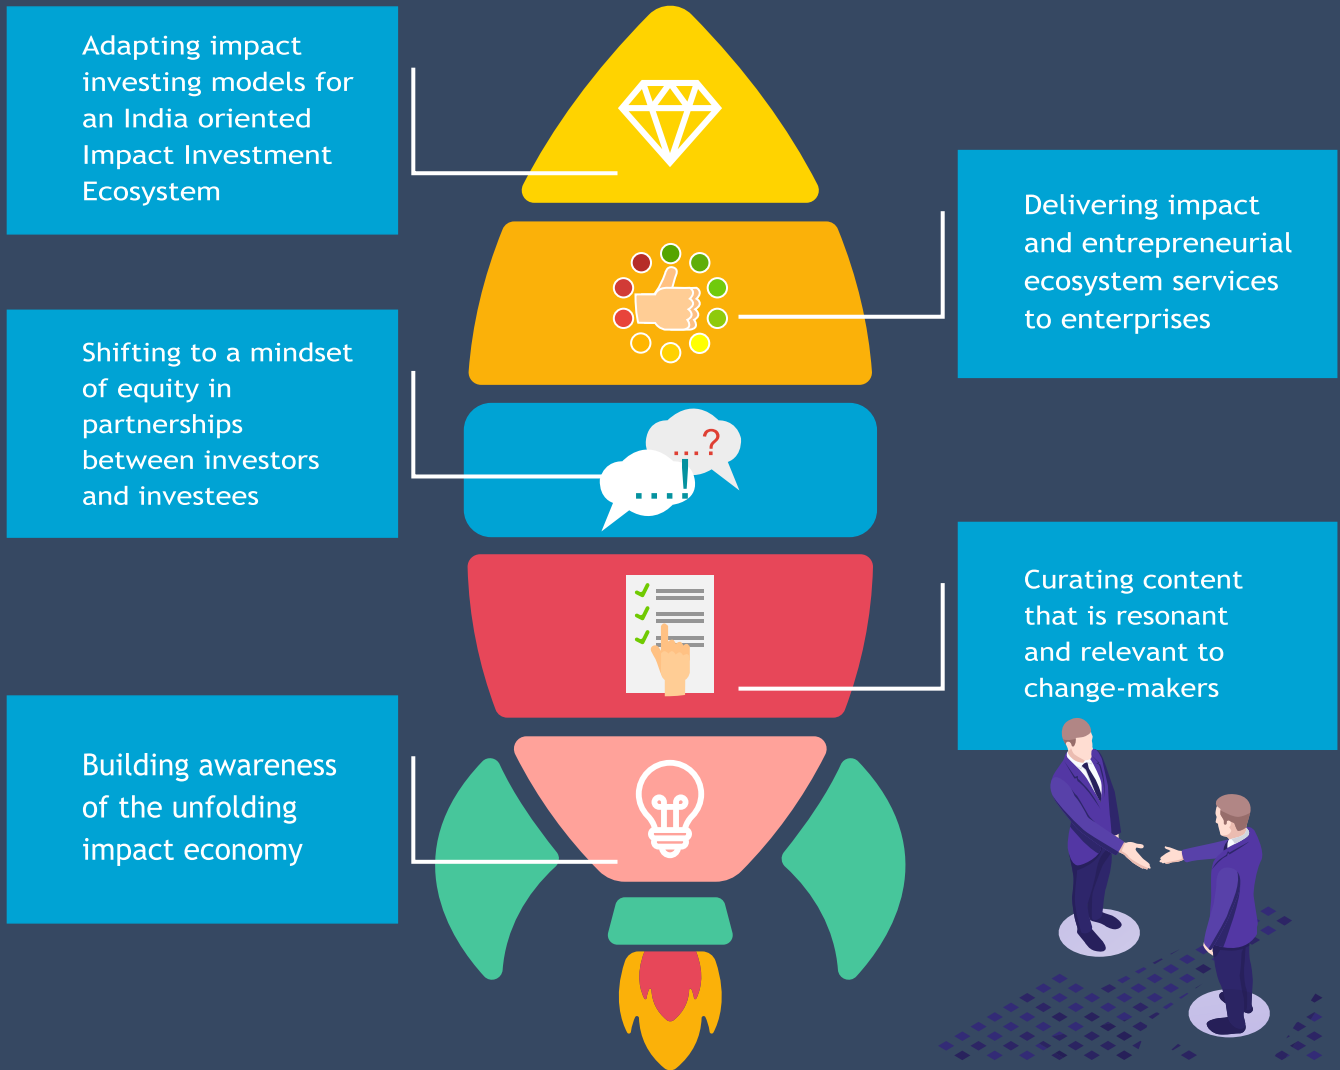 Adapting impact
investing models for
an India oriented
Impact Investment
Ecosystem
Delivering impact
and entrepreneurial
ecosystem services
to enterprises
Shifting to a mindset
of equity in
partnerships
between investors
and investees
...?
....!
Curating content
that is resonant
and relevant to
change-makers
Building awareness
of the unfolding
impact economy